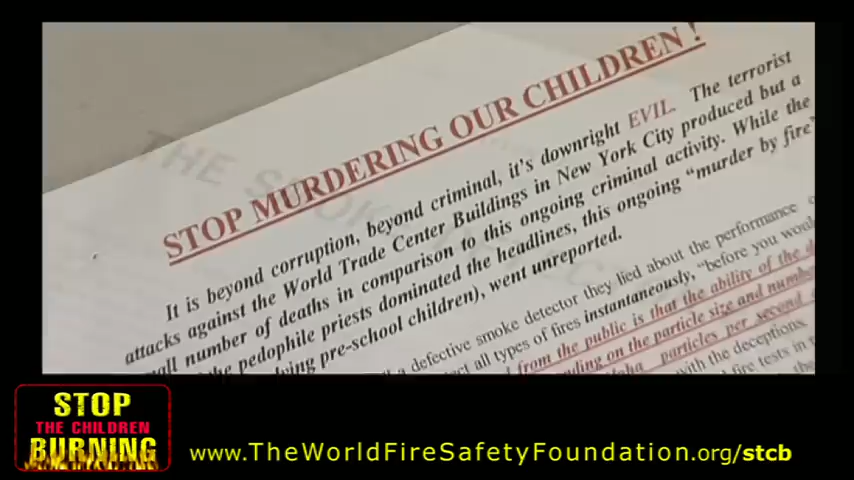 STOP MURDERING OUR CHILDREN !
It is beyond corruption, beyond criminal, it's downright EVIL. The terrorist
attacks against the World Trade Center Buildings in New York City produced but a
number of deaths in comparison to this ongoing criminal activity. While the
pedophile priests dominated the headlines, this ongoing "murder by fire"
pre-school children), went unreported.
defective smoke detector they lied about the performance
all types of fires instantaneously, "before you would
from the public is that the ability of the
on the particle size and number
particles per second
with the deceptions.
fire tests in
STOP
THE CHILDREN
BURNING
www.TheWorldFireSafetyFoundation.org/stcb